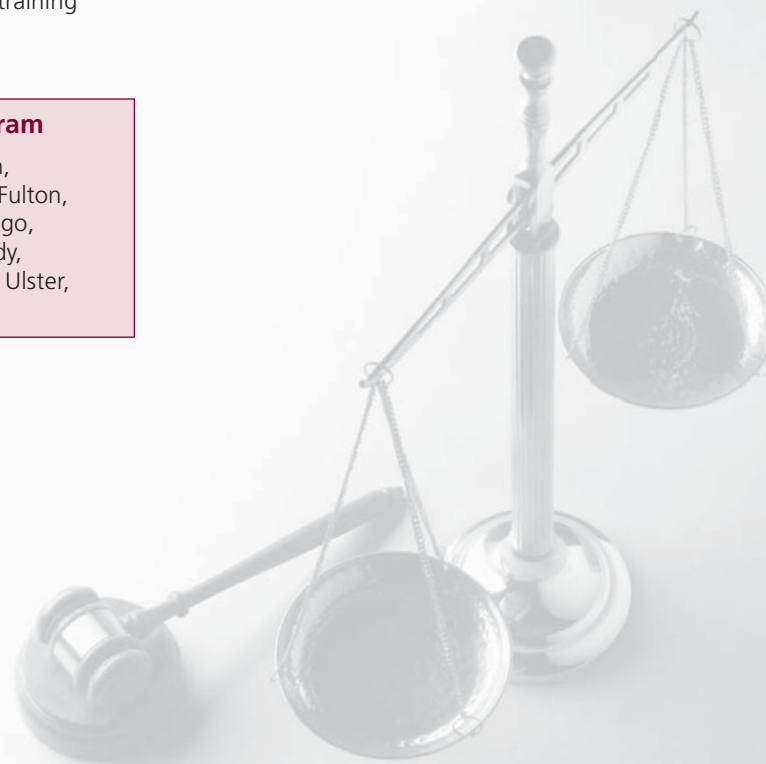 training
ram
n,
Fulton,
go,
dy,
Ulster,